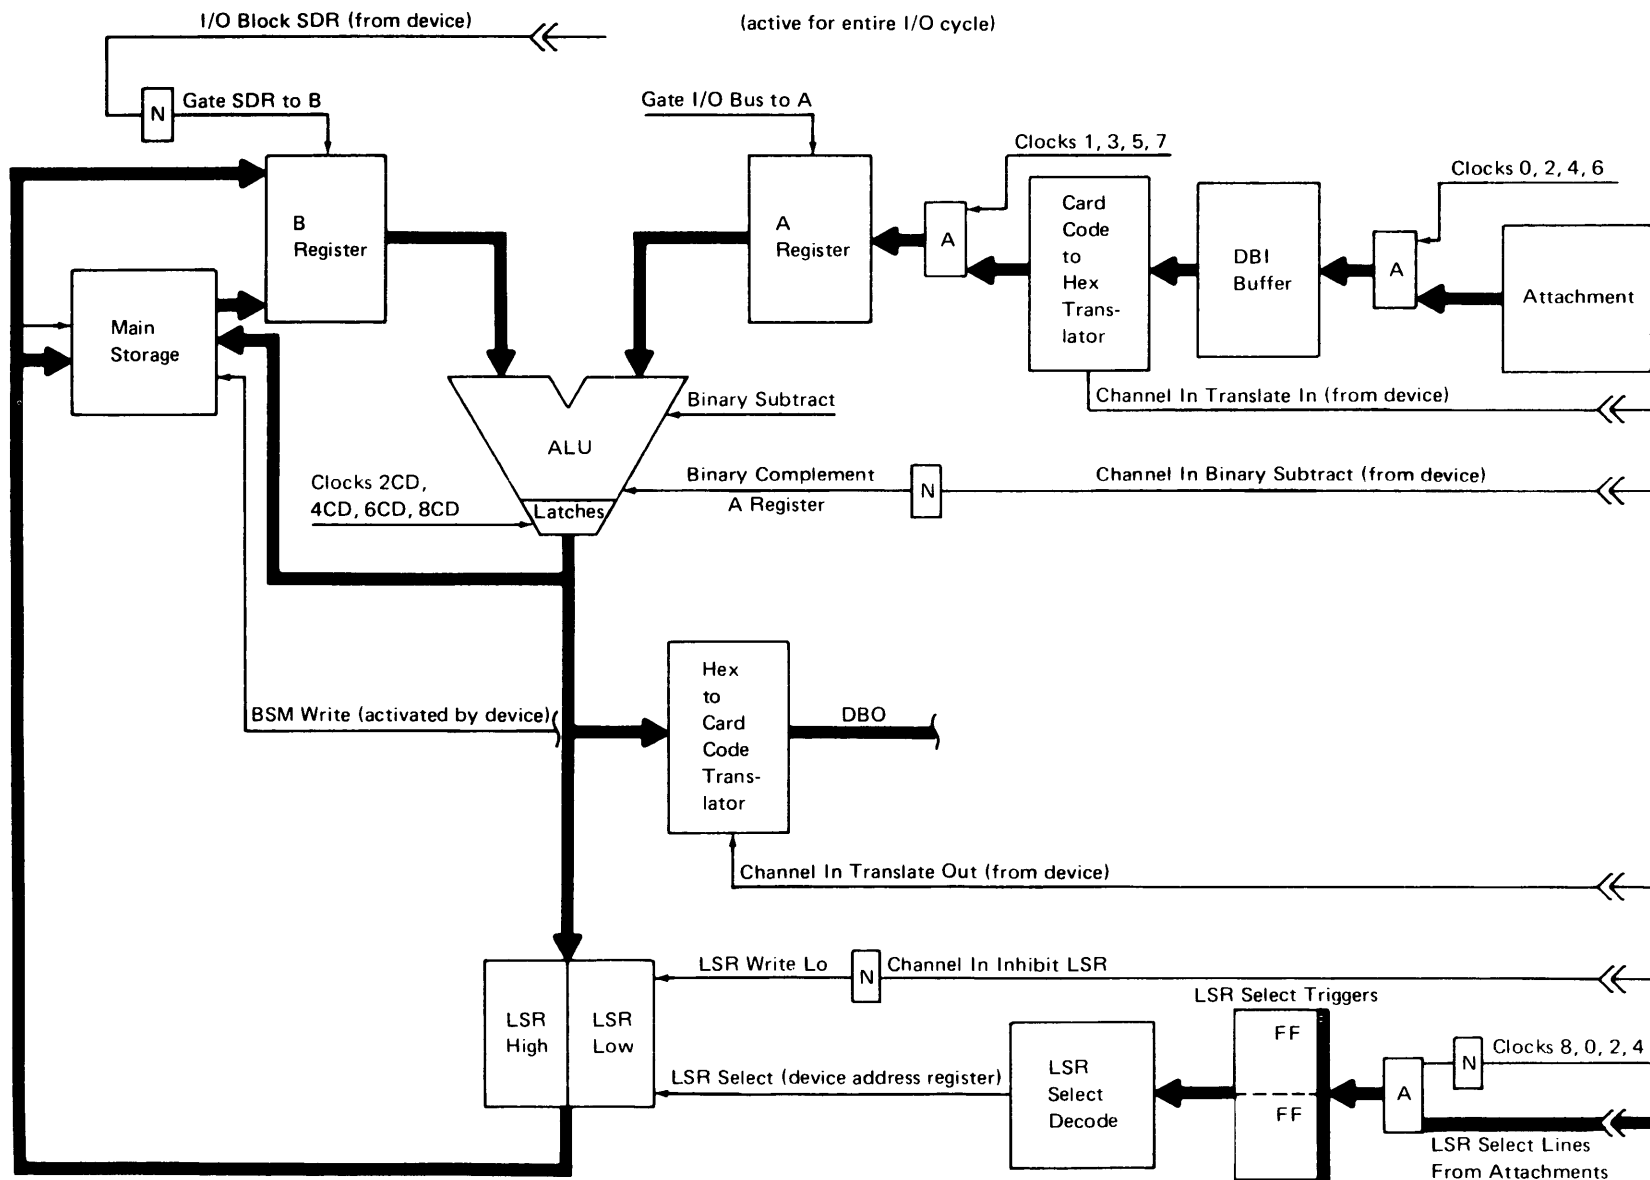 I/O Block SDR (from device)
(active for entire I/O cycle)
N
Gate SDR to B
Gate I/O Bus to A
Clocks 1, 3, 5, 7
Clocks 0, 2, 4, 6
B
Register
A
Register
A
Card
Code
to
Hex
Trans-
lator
DBI
Buffer
A
Attachment
Main
Storage
Channel In Translate In (from device)
Binary Subtract
ALU
Clocks 2CD,
4CD, 6CD, 8CD
Latches
Binary Complement
A Register
N
Channel In Binary Subtract (from device)
Hex
to
Card
Code
Trans-
lator
BSM Write (activated by device)
DBO
Channel In Translate Out (from device)
LSR Write Lo
N
Channel In Inhibit LSR
LSR Select Triggers
LSR
High
LSR
Low
LSR Select (device address register)
LSR
Select
Decode
FF
FF
A
N
Clocks 8, 0, 2, 4
LSR Select Lines
From Attachments